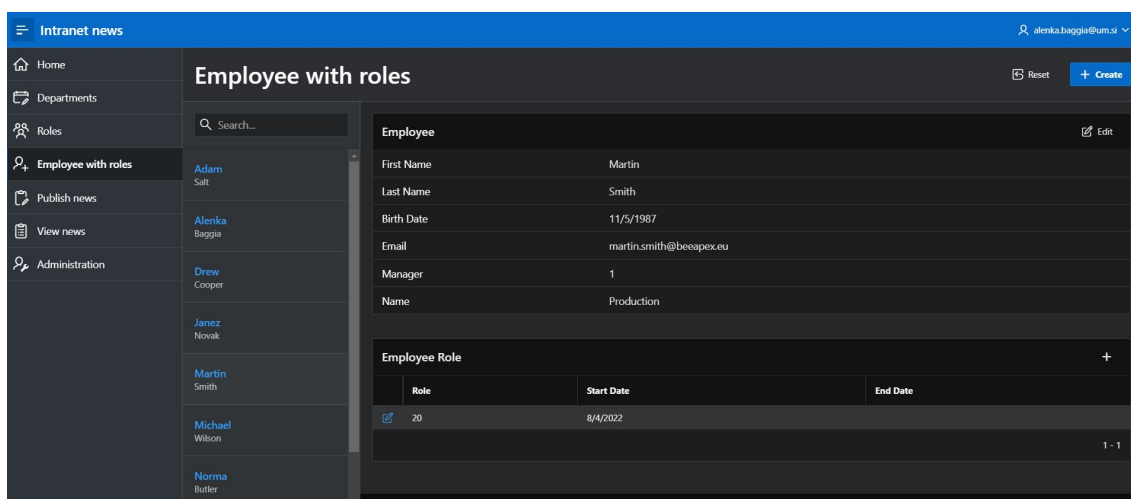 Intranet news
alenka.baggia@um.si
Home
Departments
Roles
Employee with roles
Publish news
View news
Administration
Employee with roles
Reset
+ Create
Search...
Adam
Salt
Alenka
Baggia
Drew
Cooper
Janez
Novak
Martin
Smith
Michael
Wilson
Norma
Butler
Employee
Edit
First Name Martin
Last Name Smith
Birth Date 11/5/1987
Email martin.smith@beeapex.eu
Manager 1
Name Production
Employee Role
+
Role Start Date End Date
20 8/4/2022
1 - 1